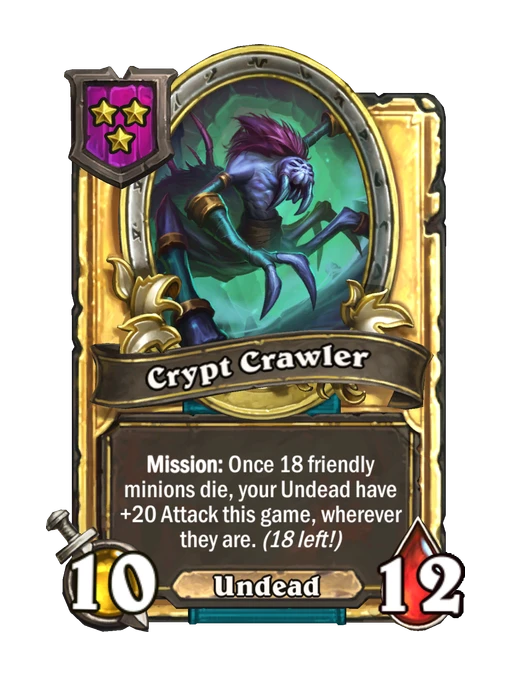 Crypt Crawler
Mission: Once 18 friendly
minions die, your Undead have
+20 Attack this game, wherever
they are. (18 left!)
10
Undead
12